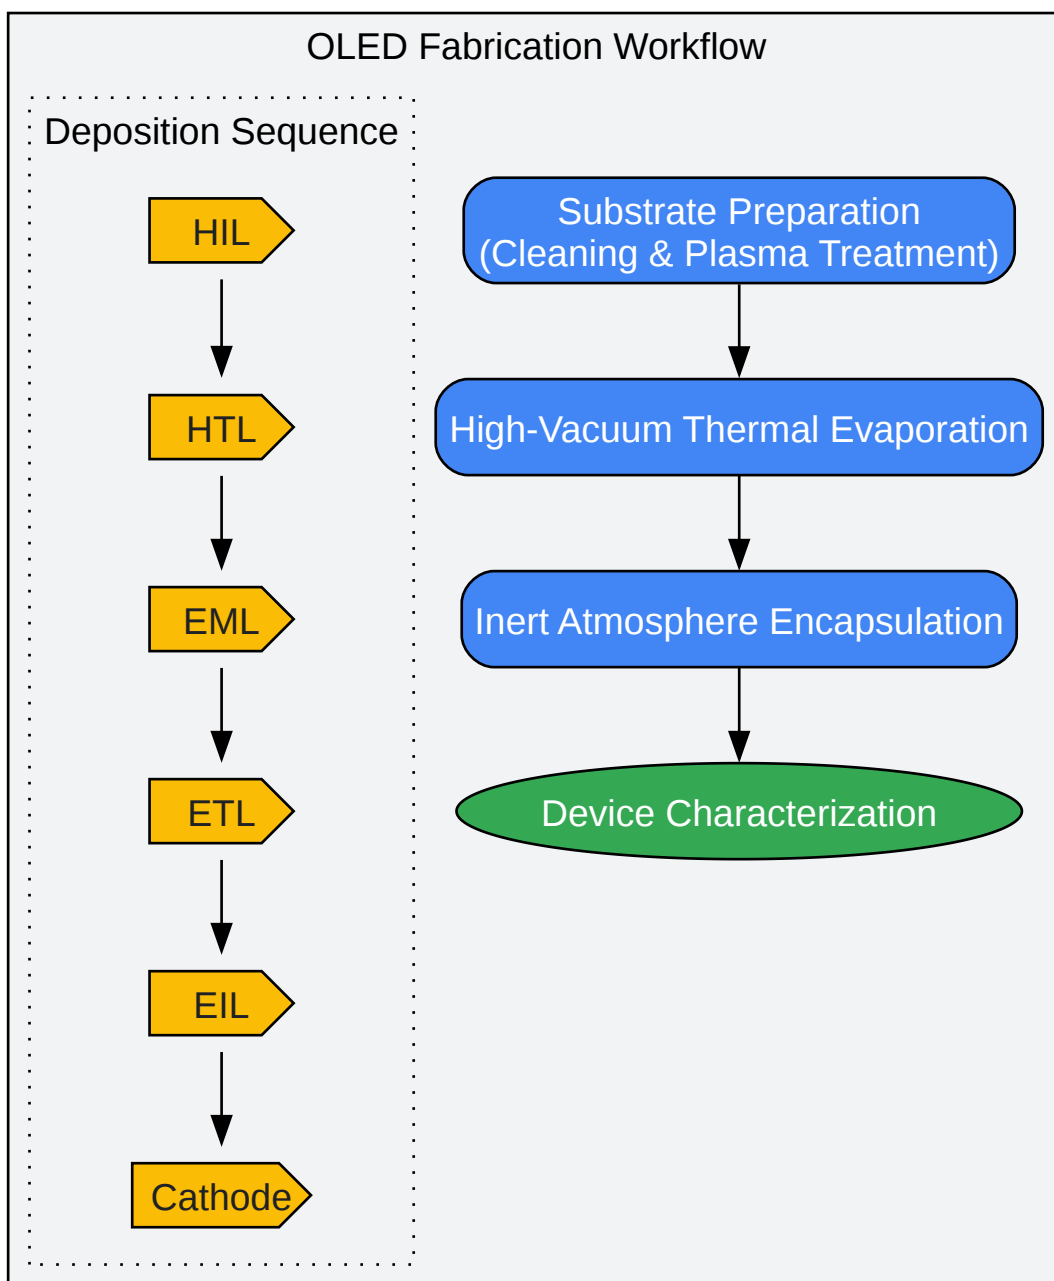 OLED Fabrication Workflow
Deposition Sequence
HIL
HTL
EML
ETL
EIL
Cathode
Substrate Preparation
(Cleaning & Plasma Treatment)
High-Vacuum Thermal Evaporation
Inert Atmosphere Encapsulation
Device Characterization